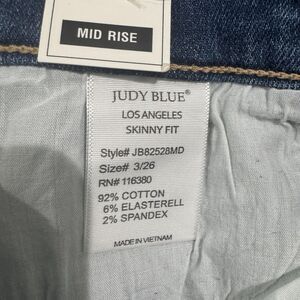 MID RISE
JUDY BLUE®
LOS ANGELES
SKINNY FIT
Style# JB82528MD
Size# 3/26
RN# 116380
92% COTTON
6% ELASTERELL
2% SPANDEX
MADE IN VIETNAM